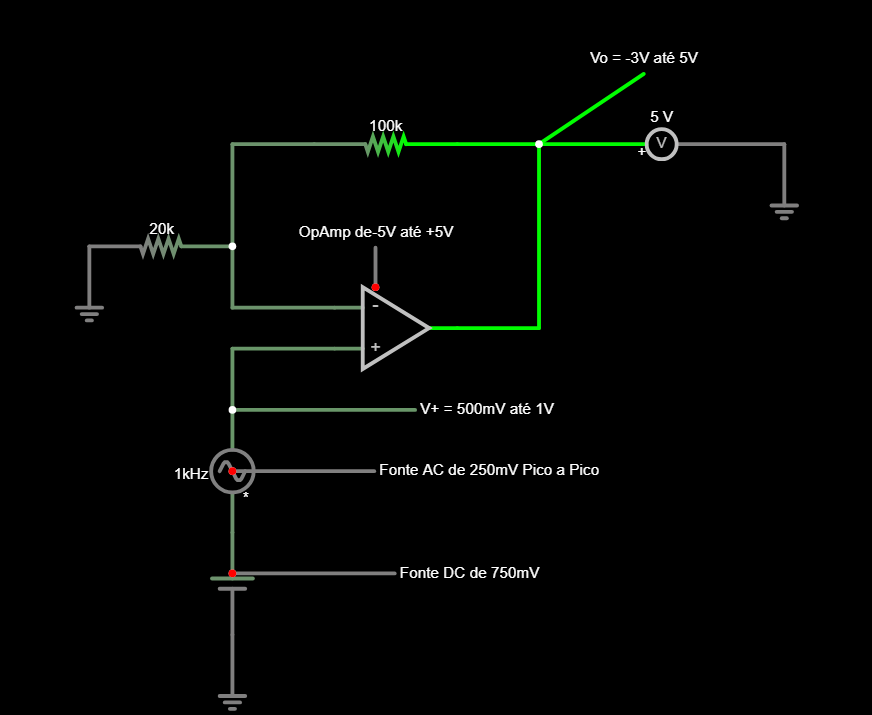 Vo = -3V até 5V
5 V
V
+
100k
20k
OpAmp de-5V até +5V
-
+
V+ = 500mV até 1V
1kHz
Fonte AC de 250mV Pico a Pico
*
Fonte DC de 750mV